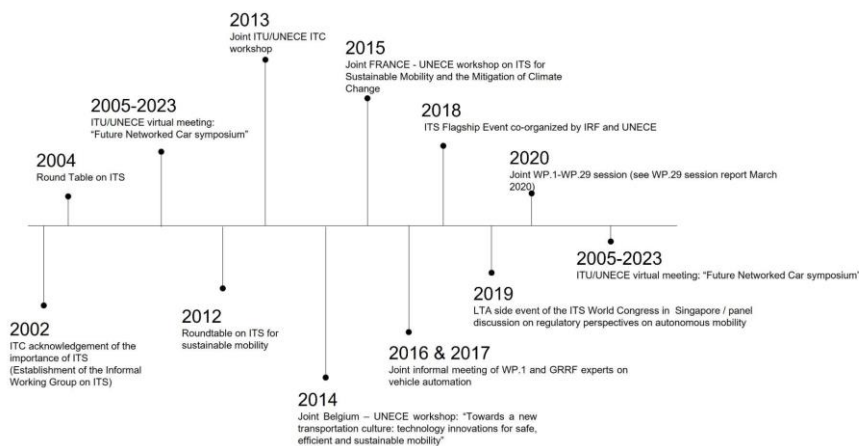 2013
Joint ITU/UNECE ITC
workshop
2015
Joint FRANCE - UNECE workshop on ITS for
Sustainable Mobility and the Mitigation of Climate
Change
2005-2023
ITU/UNECE virtual meeting:
“Future Networked Car symposium”
2018
ITS Flagship Event co-organized by IRF and UNECE
2004
Round Table on ITS
2020
Joint WP.1-WP.29 session (see WP.29 session report March
2020)
2005-2023
ITU/UNECE virtual meeting: “Future Networked Car symposium”
2019
LTA side event of the ITS World Congress in Singapore / panel
discussion on regulatory perspectives on autonomous mobility
2012
Roundtable on ITS for
sustainable mobility
2002
ITC acknowledgement of the
importance of ITS
(Establishment of the Informal
Working Group on ITS)
2016 & 2017
Joint informal meeting of WP.1 and GRRF experts on
vehicle automation
2014
Joint Belgium – UNECE workshop: “Towards a new
transportation culture: technology innovations for safe,
efficient and sustainable mobility”